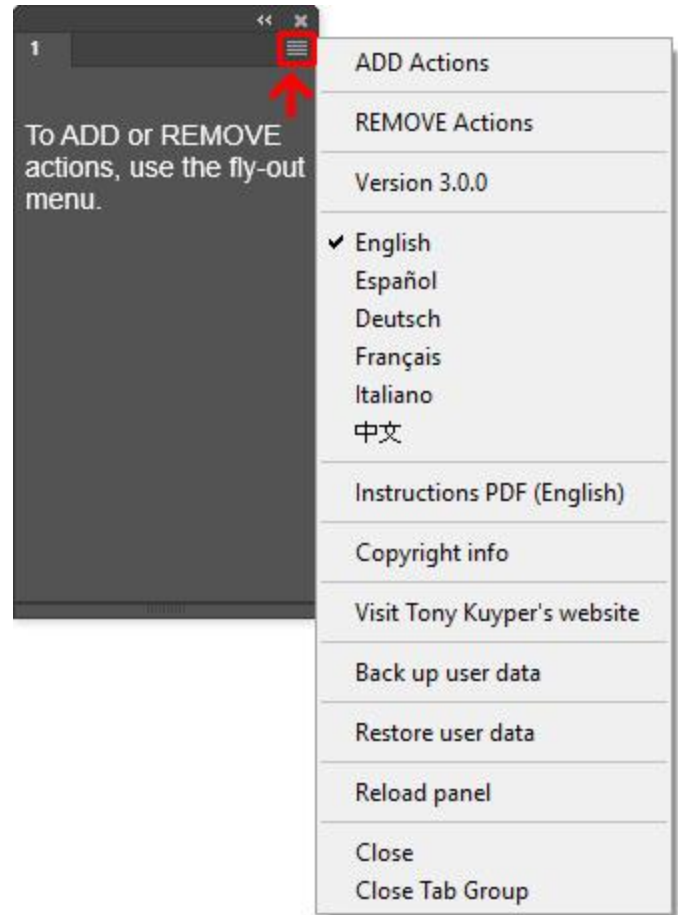 1
To ADD or REMOVE
actions, use the fly-out
menu.
ADD Actions
REMOVE Actions
Version 3.0.0
English
Español
Deutsch
Français
Italiano
中文
Instructions PDF (English)
Copyright info
Visit Tony Kuyper's website
Back up user data
Restore user data
Reload panel
Close
Close Tab Group